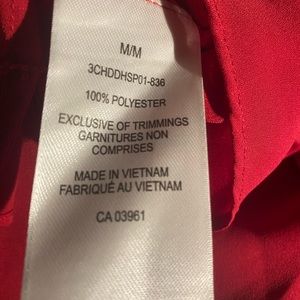 M/M
3CHDDHSP01-836
100% POLYESTER
EXCLUSIVE OF TRIMMINGS
GARNITURES NON
COMPRISES
MADE IN VIETNAM
FABRIQUÉ AU VIETNAM
CA 03961